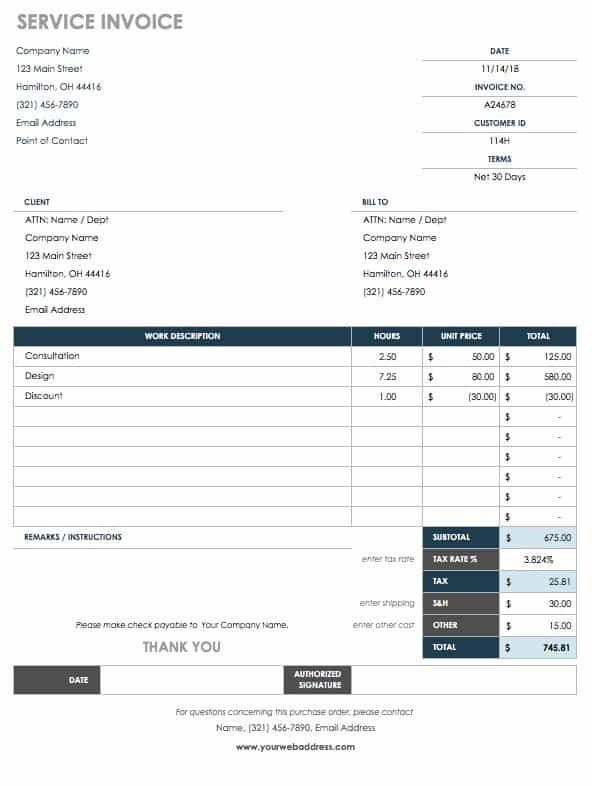 SERVICE INVOICE
Company Name
123 Main Street
Hamilton, OH 44416
(321) 456-7890
Email Address
Point of Contact
DATE
11/14/18
INVOICE NO.
A24678
CUSTOMER ID
114H
TERMS
Net 30 Days
CLIENT
ATTN: Name / Dept
Company Name
123 Main Street
Hamilton, OH 44416
(321) 456-7890
Email Address
BILL TO
ATTN: Name / Dept
Company Name
123 Main Street
Hamilton, OH 44416
(321) 456-7890
WORK DESCRIPTION HOURS UNIT PRICE TOTAL
Consultation 2.50 $ 50.00 $ 125.00
Design 7.25 $ 80.00 $ 580.00
Discount 1.00 $ (30.00) $ (30.00)
$ -
$ -
$ -
$ -
$ -
$ -
REMARKS / INSTRUCTIONS SUBTOTAL $ 675.00
enter tax rate TAX RATE % 3.824%
TAX $ 25.81
enter shipping S&H $ 30.00
Please make check payable to Your Company Name. enter other cost OTHER $ 15.00
THANK YOU TOTAL $ 745.81
DATE AUTHORIZED
SIGNATURE
For questions concerning this purchase order, please contact
Name, (321) 456-7890, Email Address
www.yourwebaddress.com